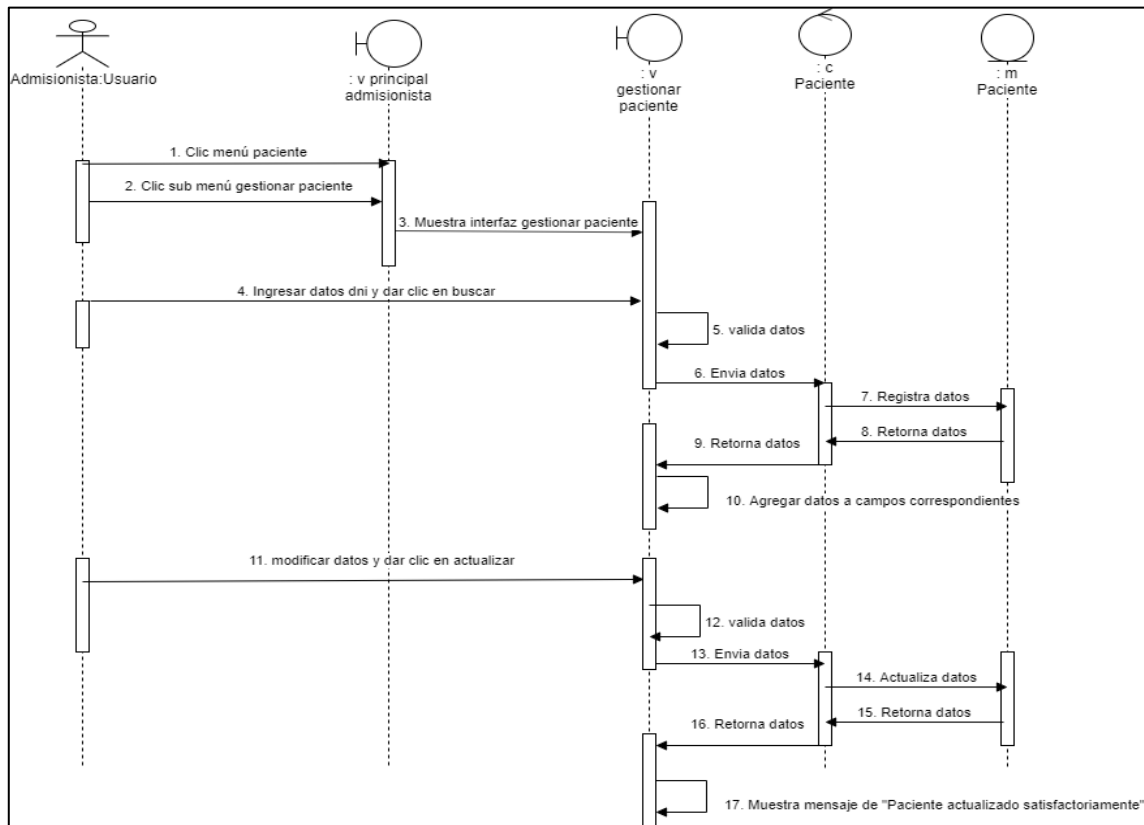 Admisionista:Usuario
: v principal
admisionista
: v
gestionar
paciente
: c
Paciente
: m
Paciente
1. Clic menú paciente
2. Clic sub menú gestionar paciente
3. Muestra interfaz gestionar paciente
4. Ingresar datos dni y dar clic en buscar
5. valida datos
6. Envia datos
7. Registra datos
8. Retorna datos
9. Retorna datos
10. Agregar datos a campos correspondientes
11. modificar datos y dar clic en actualizar
12. valida datos
13. Envia datos
14. Actualiza datos
15. Retorna datos
16. Retorna datos
17. Muestra mensaje de "Paciente actualizado satisfactoriamente"